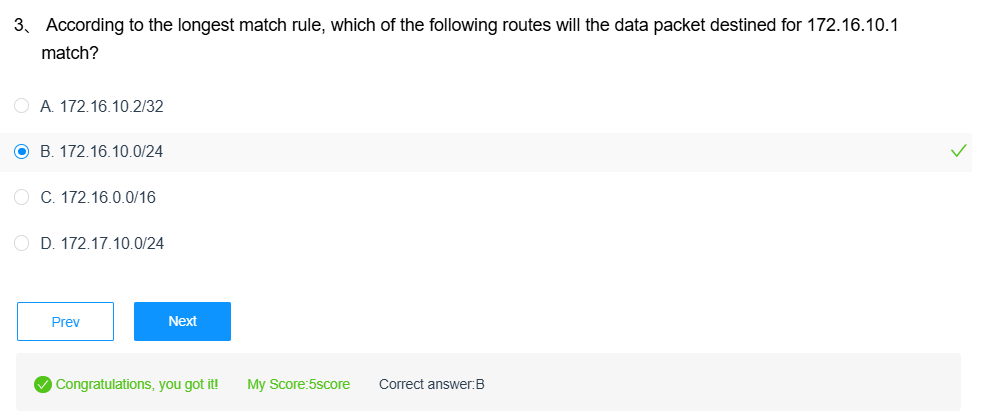 3、 According to the longest match rule, which of the following routes will the data packet destined for 172.16.10.1
match?
A. 172.16.10.2/32
B. 172.16.10.0/24
C. 172.16.0.0/16
D. 172.17.10.0/24
Prev Next
Congratulations, you got it! My Score:5score Correct answer:B